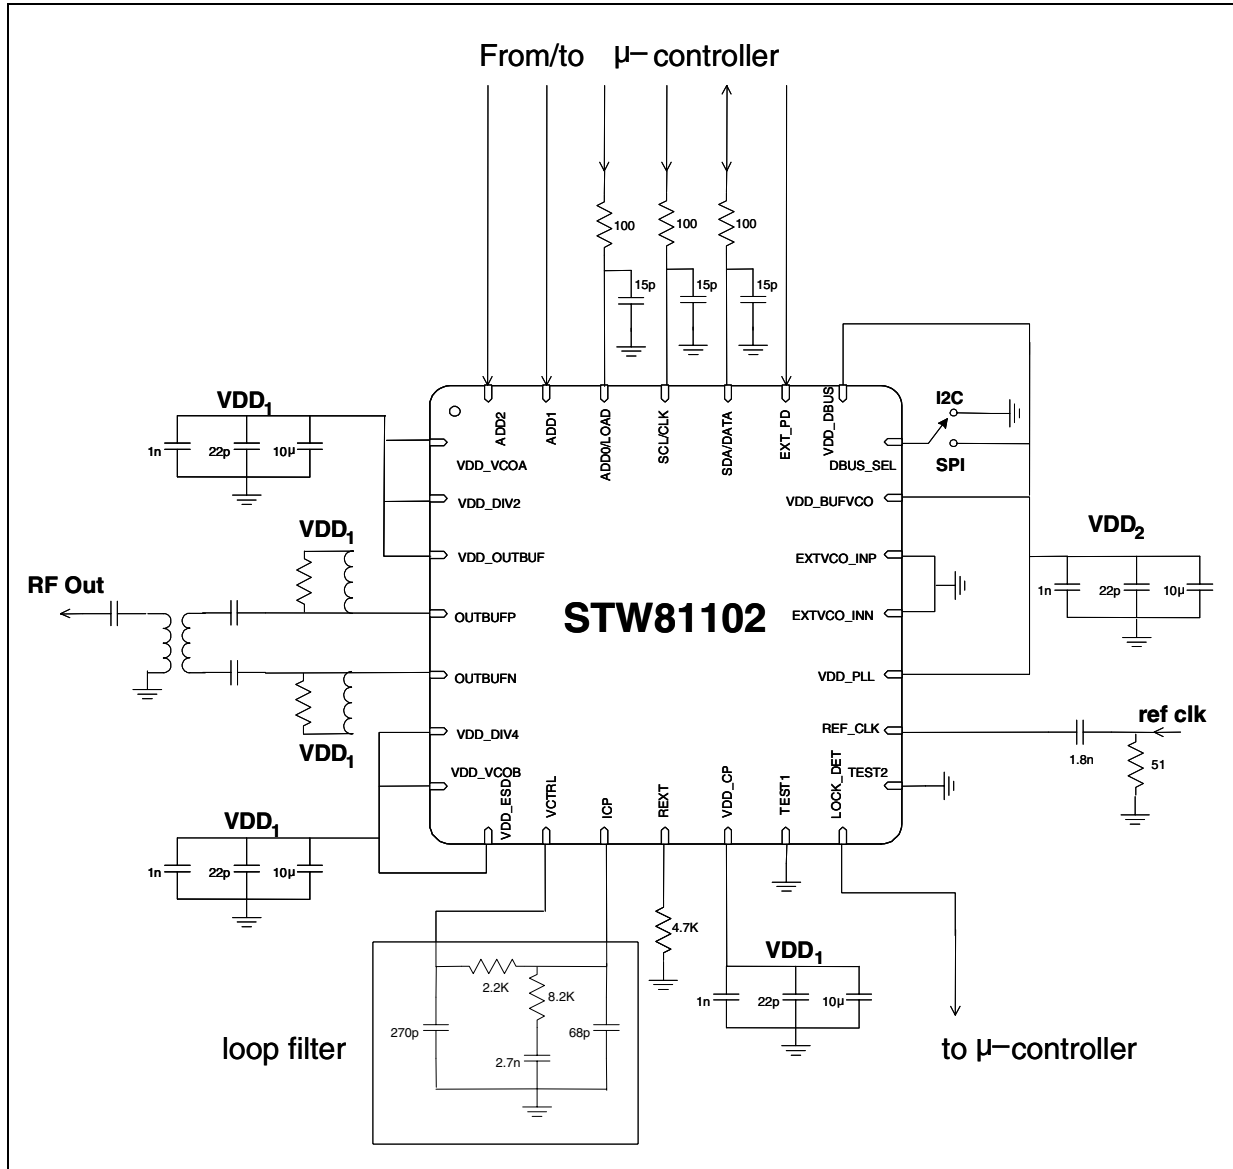 From/to μ-controller
100
100
100
15p
15p
15p
ADD2
ADD1
ADD0/LOAD
SCL/CLK
SDA/DATA
EXT_PD
VDD_DBUS
I2C
SPI
DBUS_SEL
VDD1
1n
22p
10μ
VDD_VCOA
VDD_DIV2
VDD_OUTBUF
VDD_BUFVCO
VDD2
1n
22p
10μ
EXTVCO_INP
EXTVCO_INN
VDD1
RF Out
OUTBUFP
STW81102
OUTBUFN
VDD_PLL
VDD1
VDD_DIV4
REF_CLK
ref clk
1.8n
51
VDD_VCOB
TEST2
VDD_ESD
VCTRL
ICP
REXT
VDD_CP
TEST1
LOCK_DET
VDD1
1n
22p
10μ
4.7K
VDD1
1n
22p
10μ
2.2K
8.2K
270p
68p
2.7n
loop filter
to μ-controller